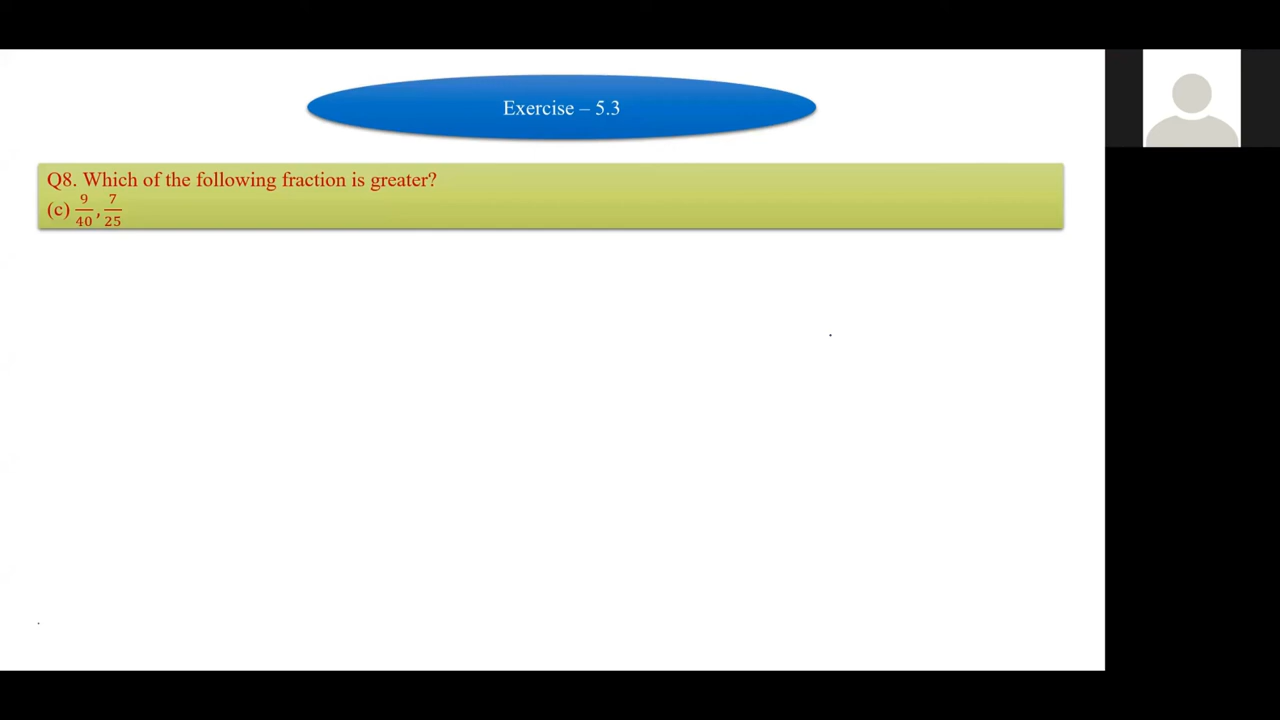 Exercise – 5.3
Q8. Which of the following fraction is greater?
(c) 9/40, 7/25